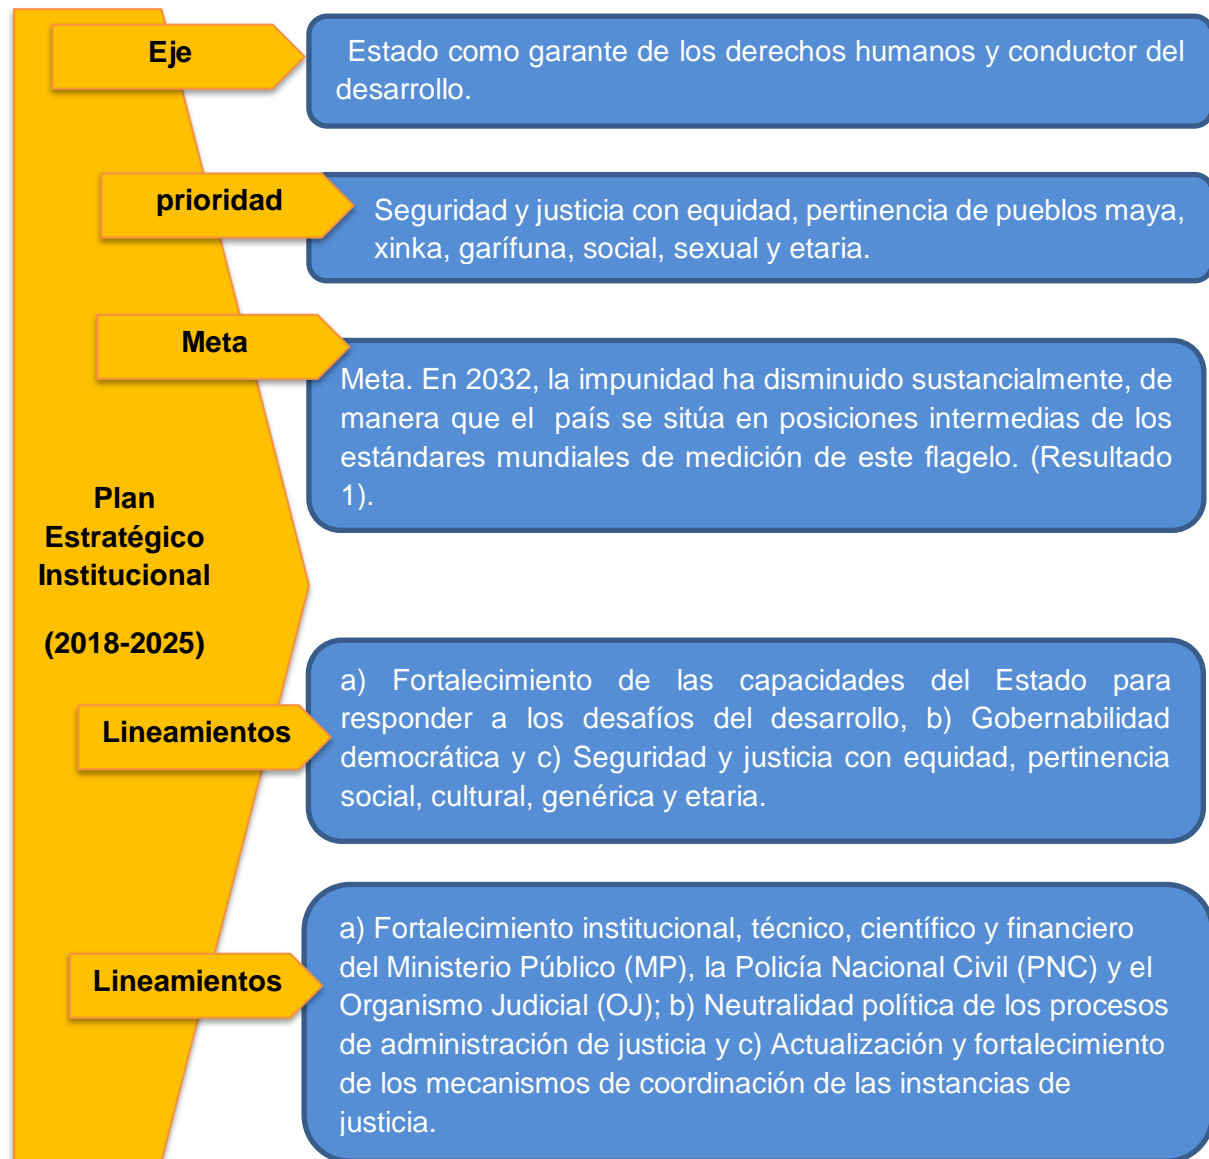 Eje
Estado como garante de los derechos humanos y conductor del
desarrollo.
prioridad
Seguridad y justicia con equidad, pertinencia de pueblos maya,
xinka, garífuna, social, sexual y etaria.
Meta
Meta. En 2032, la impunidad ha disminuido sustancialmente, de
manera que el país se sitúa en posiciones intermedias de los
estándares mundiales de medición de este flagelo. (Resultado
1).
Plan
Estratégico
Institucional
(2018-2025)
Lineamientos
a) Fortalecimiento de las capacidades del Estado para
responder a los desafíos del desarrollo, b) Gobernabilidad
democrática y c) Seguridad y justicia con equidad, pertinencia
social, cultural, genérica y etaria.
Lineamientos
a) Fortalecimiento institucional, técnico, científico y financiero
del Ministerio Público (MP), la Policía Nacional Civil (PNC) y el
Organismo Judicial (OJ); b) Neutralidad política de los procesos
de administración de justicia y c) Actualización y fortalecimiento
de los mecanismos de coordinación de las instancias de
justicia.